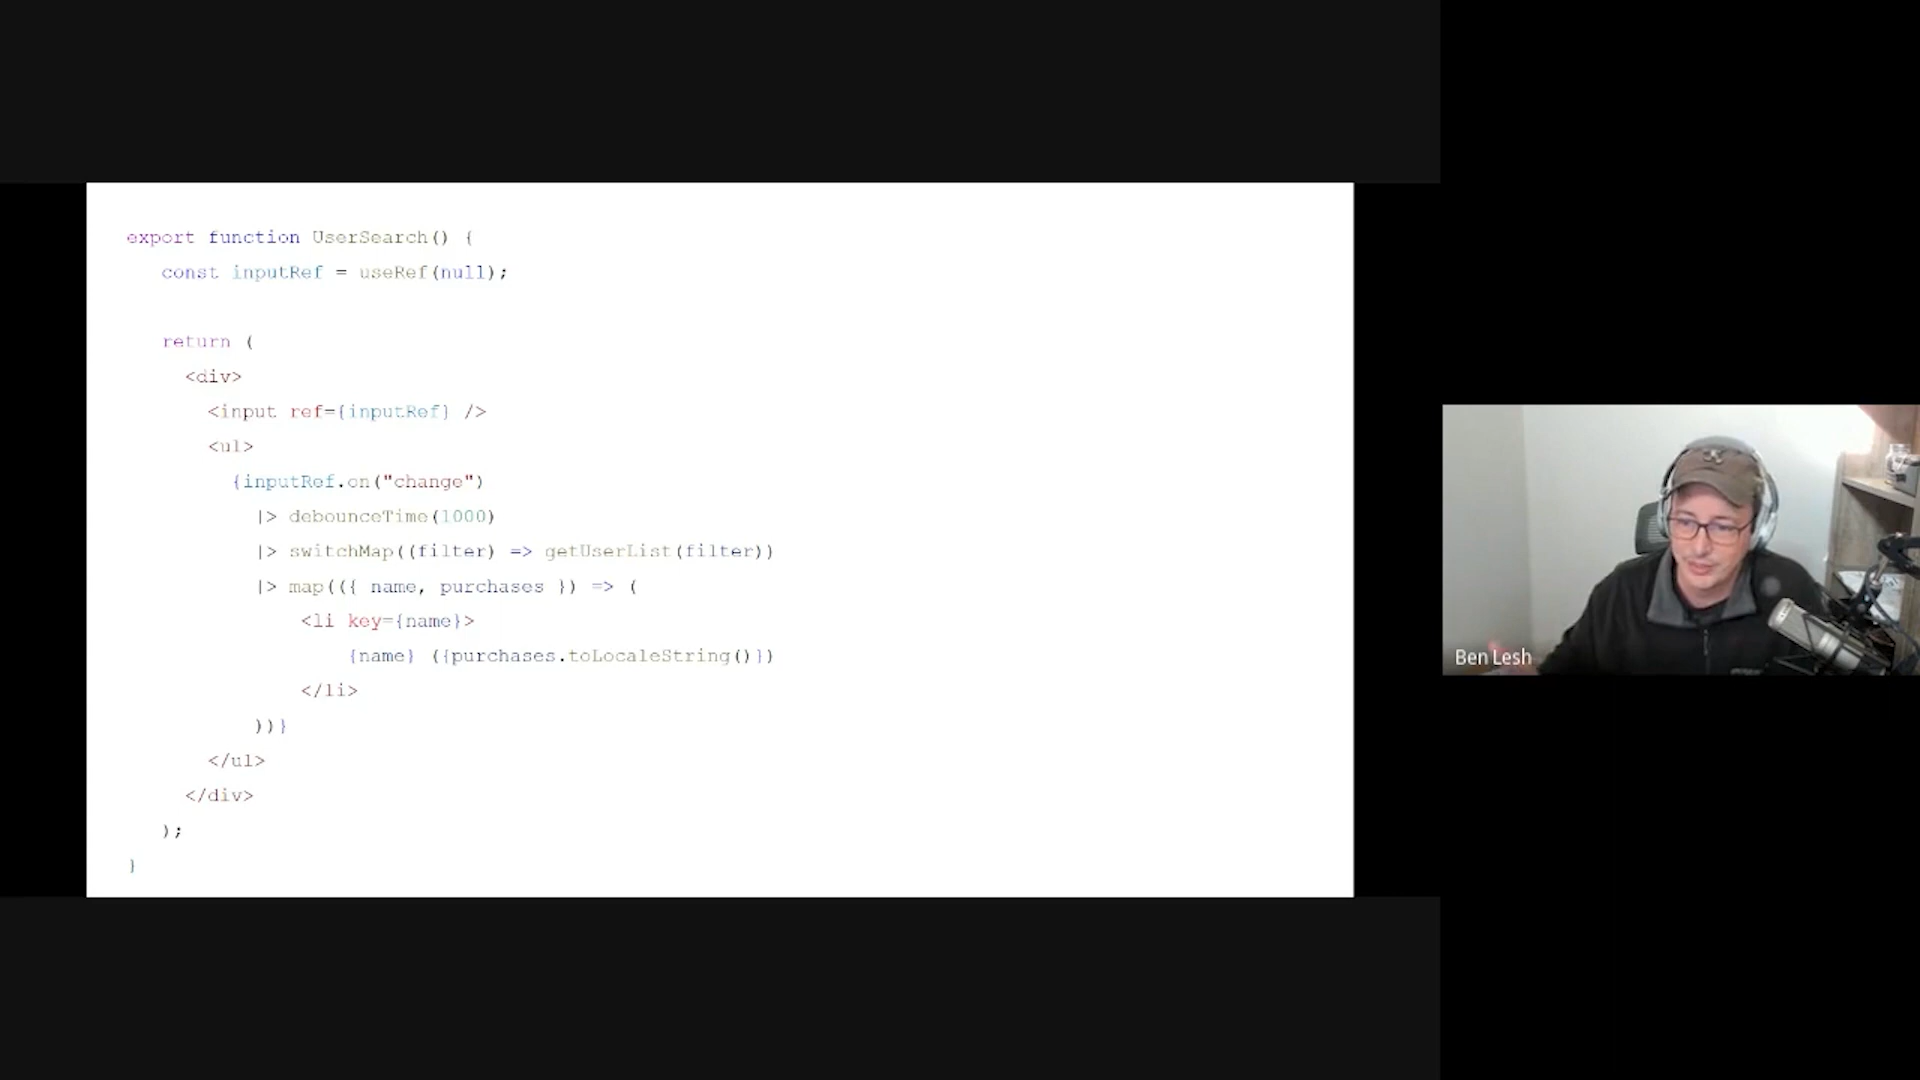 export function UserSearch() {
const inputRef = useRef(null);
return (
<div>
<input ref={inputRef} />
<ul>
{inputRef.on("change")
|> debounceTime(1000)
|> switchMap((filter) => getUserList(filter))
|> map(({ name, purchases }) => (
<li key={name}>
{name} ({purchases.toLocaleString()})
</li>
))}
</ul>
</div>
);
}
Ben Lesh